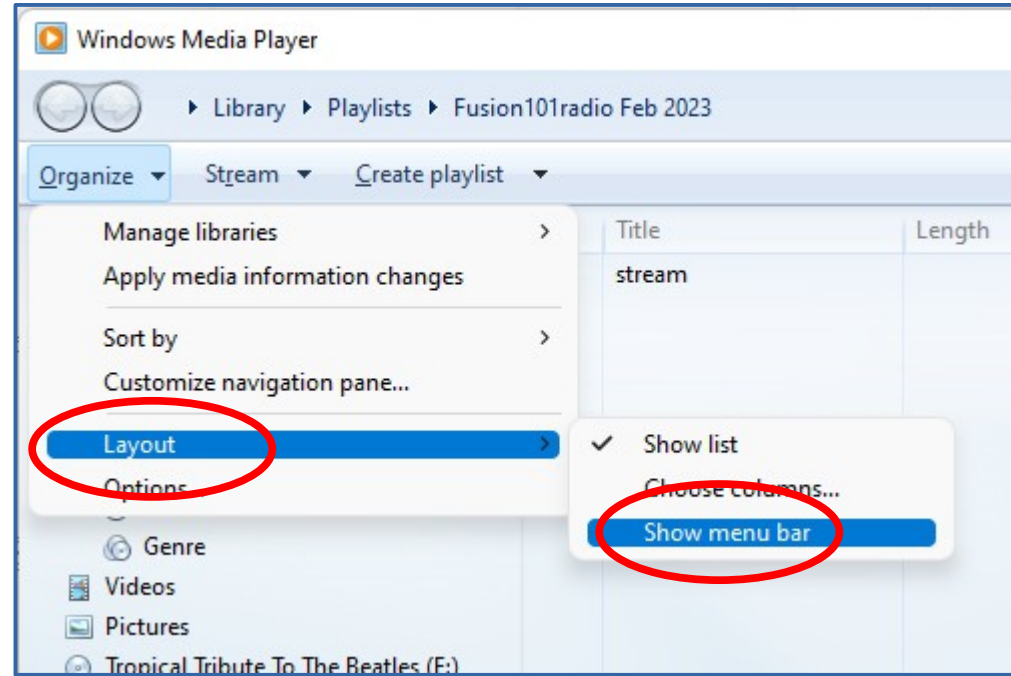 Windows Media Player
Library Playlists Fusion101radio Feb 2023
Organize Stream Create playlist
Manage libraries
Title Length
Apply media information changes
stream
Sort by
Customize navigation pane...
Layout
Show list
Options
Choose columns...
Show menu bar
Genre
Videos
Pictures
Tropical Tribute To The Beatles (E:)